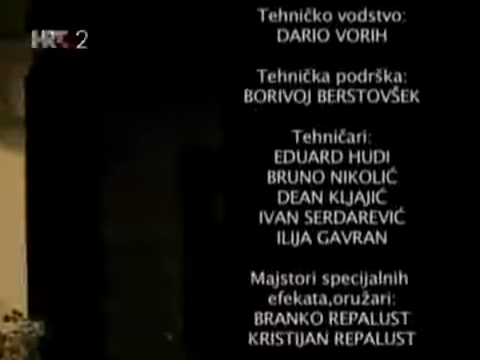 HRT 2
Tehničko vodstvo:
DARIO VORIH
Tehnička podrška:
BORIVOJ BERSTOVŠEK
Tehničari:
EDUARD HUDI
BRUNO NIKOLIĆ
DEAN KLJAJIĆ
IVAN SERDAREVIĆ
ILIJA GAVRAN
Majstori specijalnih
efekata,oružari:
BRANKO REPALUST
KRISTIJAN REPALUST